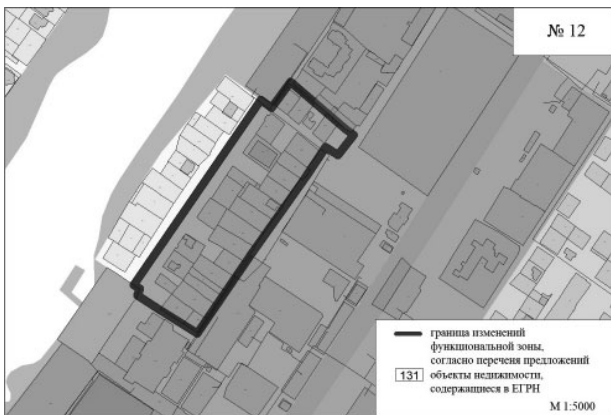 № 12
граница изменений
функциональной зоны,
согласно перечня предложений
131 объекты недвижимости,
содержащиеся в ЕГРН
М 1:5000